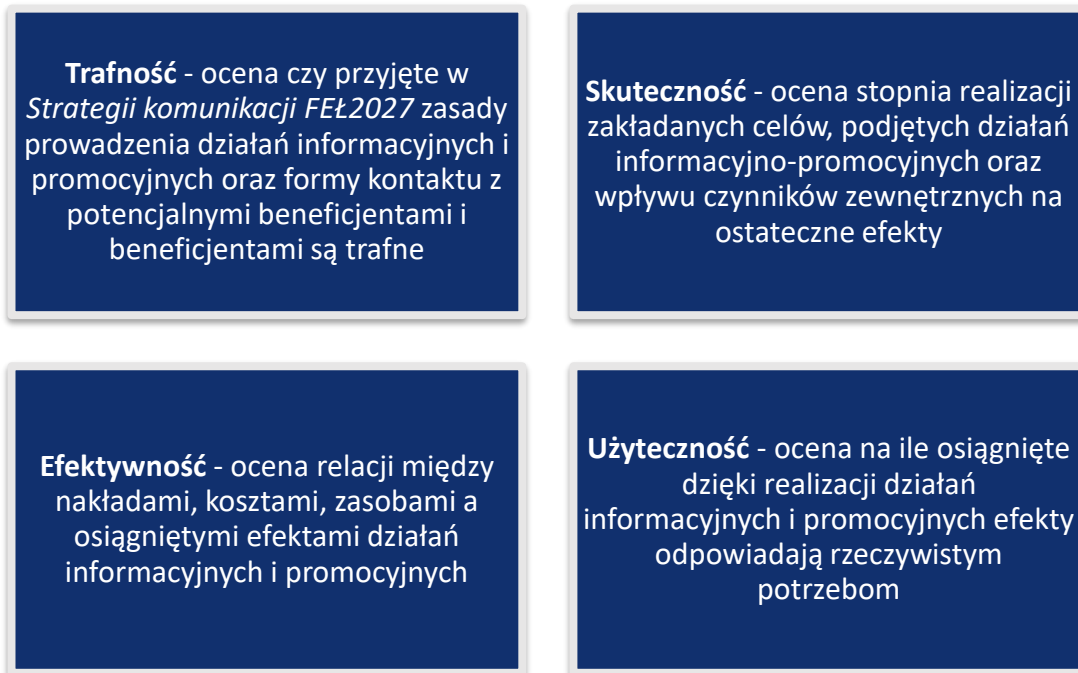 Trafność - ocena czy przyjęte w
Strategii komunikacji FEŁ2027 zasady
prowadzenia działań informacyjnych i
promocyjnych oraz formy kontaktu z
potencjalnymi beneficjentami i
beneficjentami są trafne
Skuteczność - ocena stopnia realizacji
zakładanych celów, podjętych działań
informacyjno-promocyjnych oraz
wpływu czynników zewnętrznych na
ostateczne efekty
Efektywność - ocena relacji między
nakładami, kosztami, zasobami a
osiągniętymi efektami działań
informacyjnych i promocyjnych
Użyteczność - ocena na ile osiągnięte
dzięki realizacji działań
informacyjnych i promocyjnych efekty
odpowiadają rzeczywistym
potrzebom